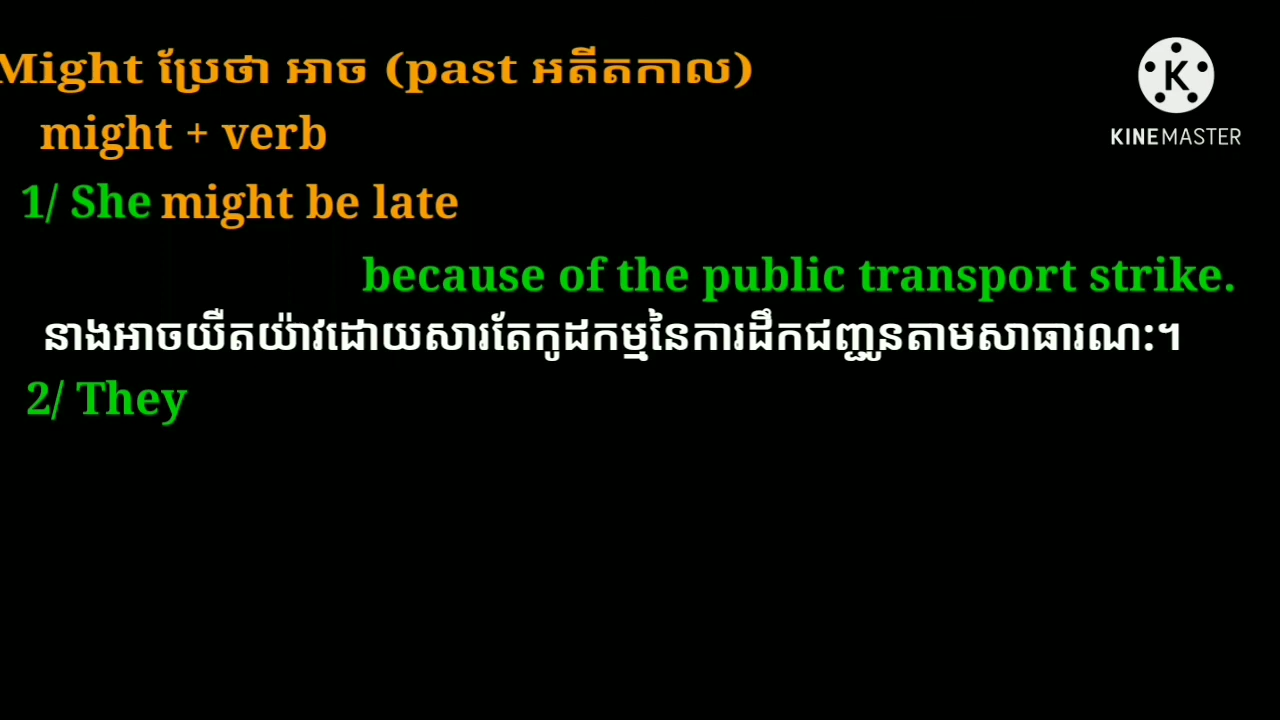 Might ប្រែថា អាច (past អតីតកាល)
might + verb
1/ She might be late
because of the public transport strike.
នាងអាចយឺតយ៉ាវដោយសារតែកូដកម្មនៃការដឹកជញ្ជូនតាមសាធារណៈ។
2/ They
K
KINEMASTER